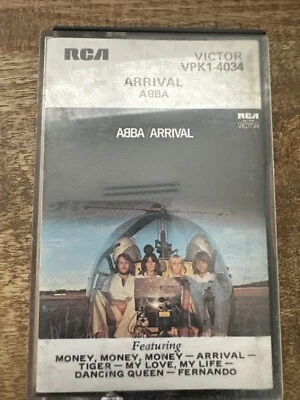 RCA
VICTOR
VPK1-4034
ARRIVAL
ABBA
RCA
VICTOR
ABBA/ARRIVAL
Featuring
MONEY, MONEY, MONEY — ARRIVAL —
TIGER — MY LOVE, MY LIFE —
DANCING QUEEN — FERNANDO